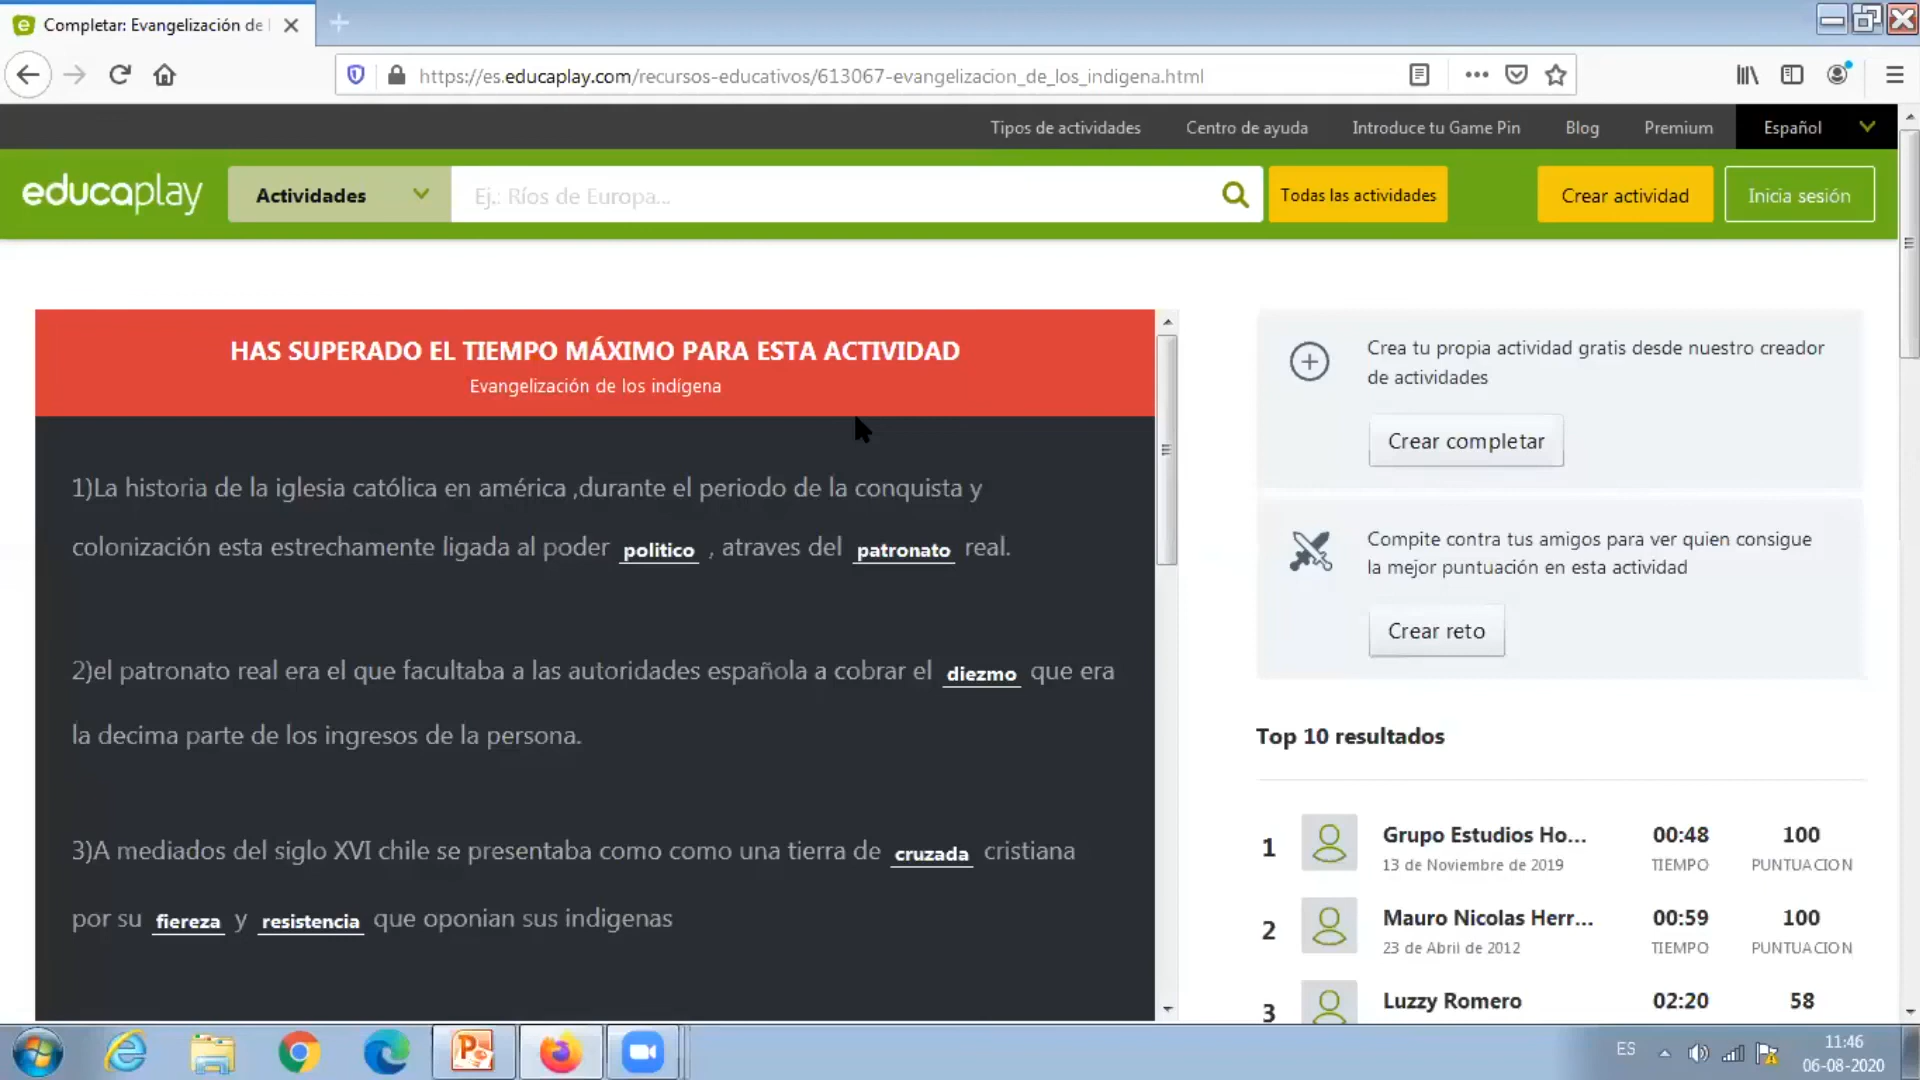 Completar: Evangelización de l
https://es.educaplay.com/recursos-educativos/613067-evangelizacion_de_los_indigena.html
Tipos de actividades Centro de ayuda Introduce tu Game Pin Blog Premium Español
educaplay Actividades Ej.: Ríos de Europa... Todas las actividades Crear actividad Inicia sesión
HAS SUPERADO EL TIEMPO MÁXIMO PARA ESTA ACTIVIDAD
Evangelización de los indígena
1)La historia de la iglesia católica en américa ,durante el periodo de la conquista y
colonización esta estrechamente ligada al poder politico , atraves del patronato real.
2)el patronato real era el que facultaba a las autoridades española a cobrar el diezmo que era
la decima parte de los ingresos de la persona.
3)A mediados del siglo XVI chile se presentaba como como una tierra de cruzada cristiana
por su fiereza y resistencia que oponian sus indigenas
Crea tu propia actividad gratis desde nuestro creador
de actividades
Crear completar
Compite contra tus amigos para ver quien consigue
la mejor puntuación en esta actividad
Crear reto
Top 10 resultados
1 Grupo Estudios Ho... 00:48 100
13 de Noviembre de 2019 TIEMPO PUNTUACION
2 Mauro Nicolas Herr... 00:59 100
23 de Abril de 2012 TIEMPO PUNTUACION
3 Luzzy Romero 02:20 58
ES 11:46
06-08-2020